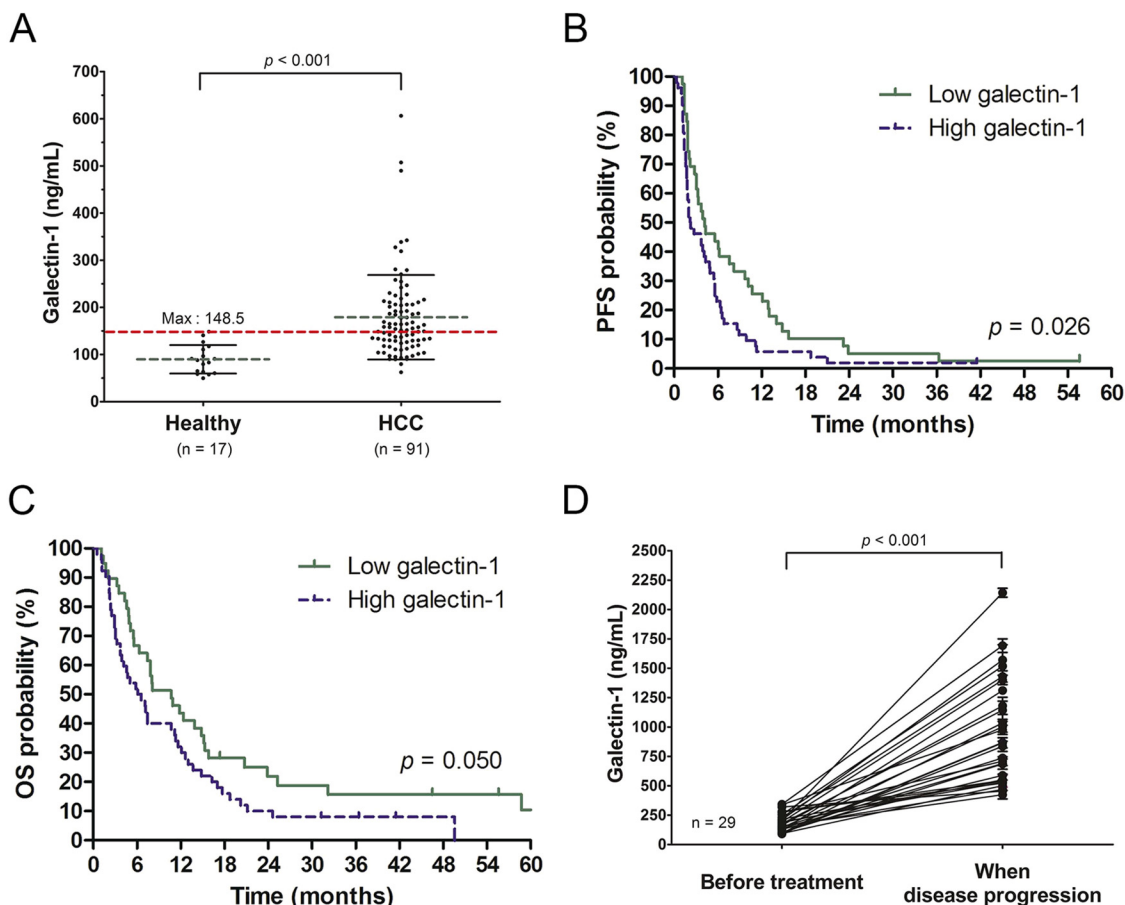 A
p < 0.001
700
600
500
400
300
200
100
0
Galectin-1 (ng/mL)
Max : 148.5
Healthy
(n = 17)
HCC
(n = 91)
B
100
90
80
70
60
50
40
30
20
10
0
PFS probability (%)
Low galectin-1
High galectin-1
p = 0.026
0 6 12 18 24 30 36 42 48 54 60
Time (months)
C
100
90
80
70
60
50
40
30
20
10
0
OS probability (%)
Low galectin-1
High galectin-1
p = 0.050
0 6 12 18 24 30 36 42 48 54 60
Time (months)
D
p < 0.001
2500
2250
2000
1750
1500
1250
1000
750
500
250
0
Galectin-1 (ng/mL)
n = 29
Before treatment
When
disease progression